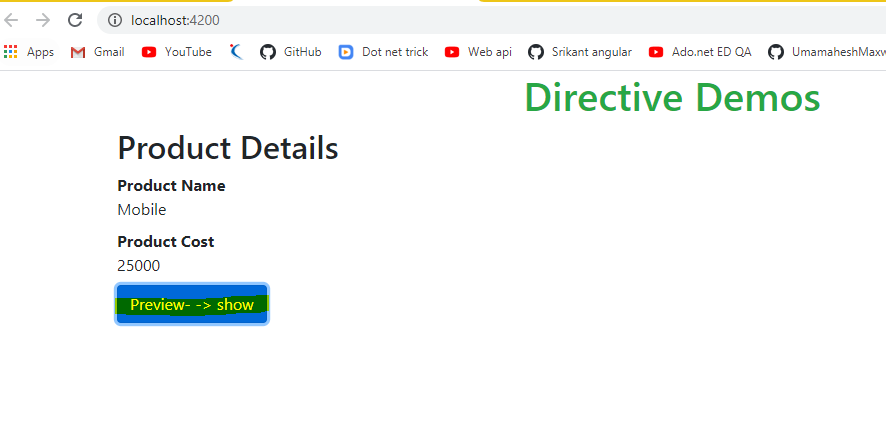 localhost:4200
Apps Gmail YouTube GitHub Dot net trick Web api Srikant angular Ado.net ED QA UmamaheshMaxw
Directive Demos
Product Details
Product Name
Mobile
Product Cost
25000
Preview- -> show